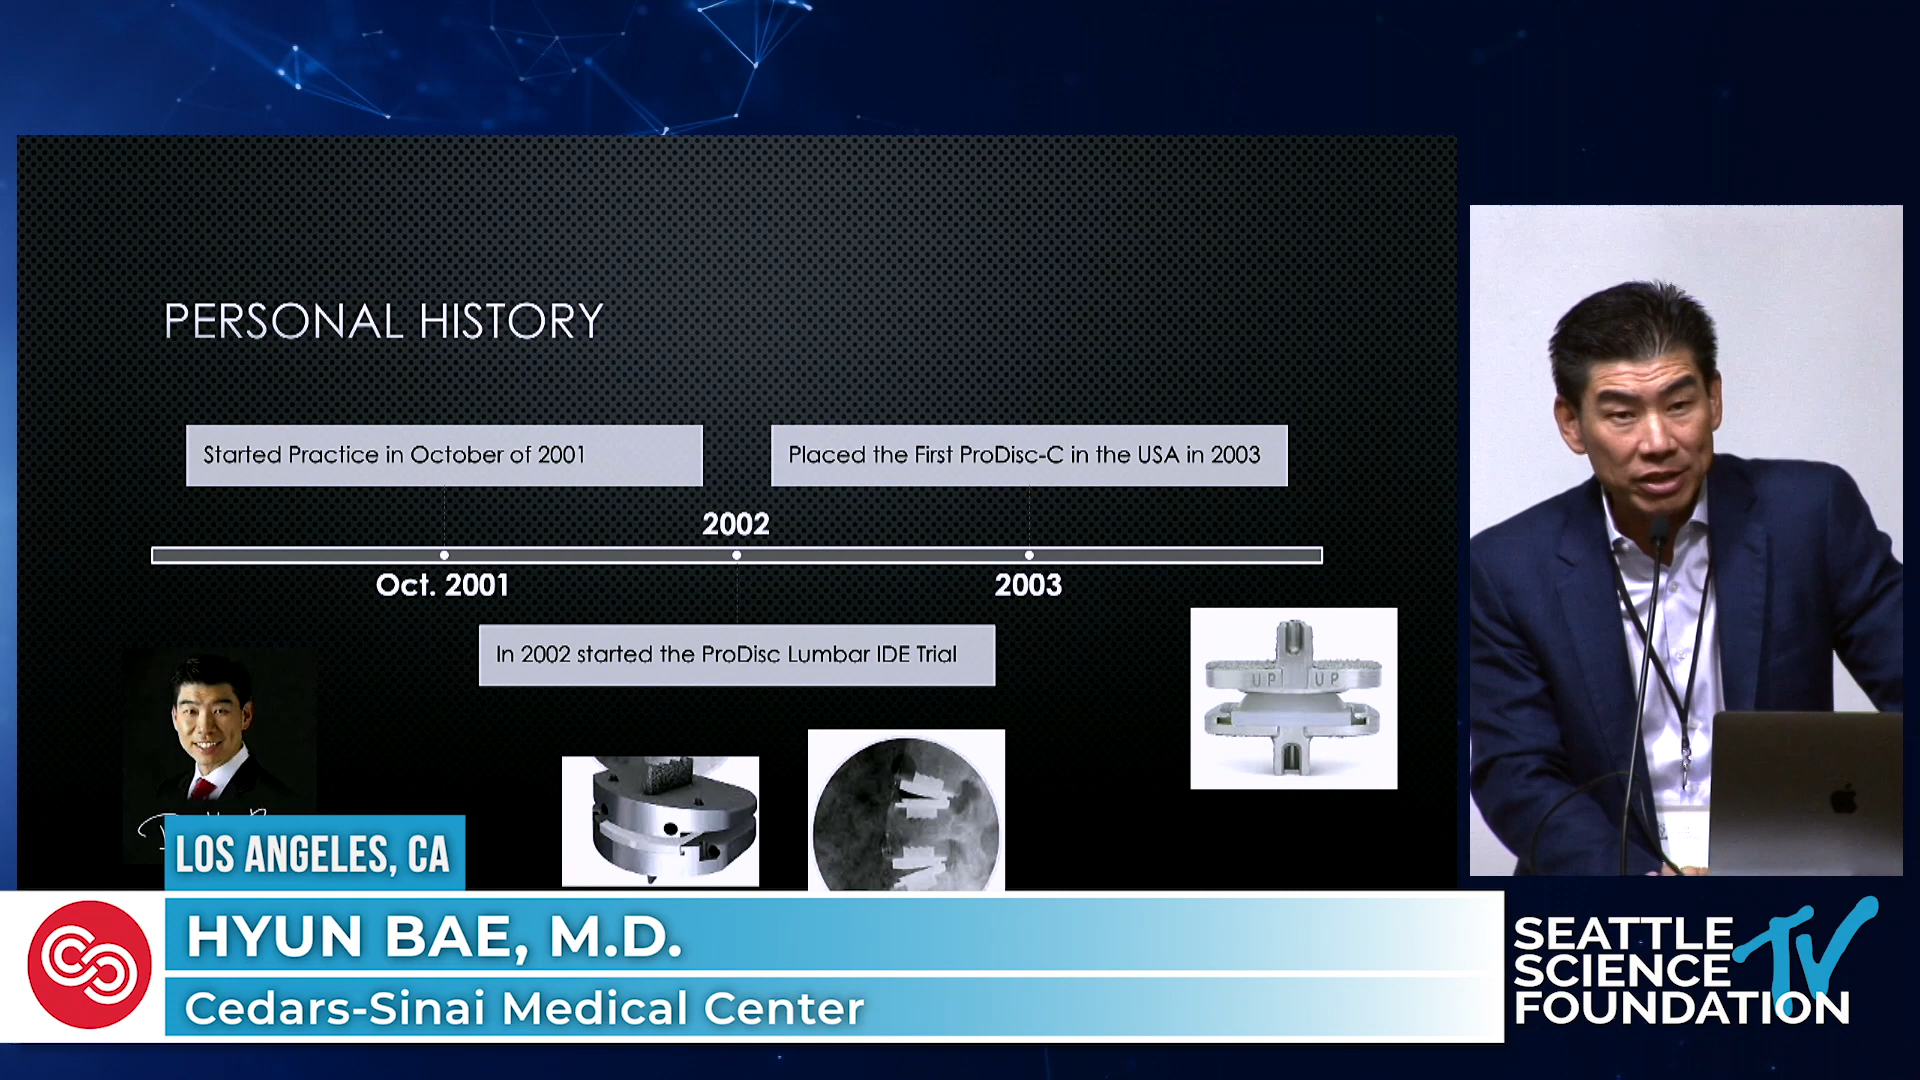 PERSONAL HISTORY
Started Practice in October of 2001
Placed the First ProDisc-C in the USA in 2003
2002
Oct. 2001
2003
In 2002 started the ProDisc Lumbar IDE Trial
UP UP
LOS ANGELES, CA
HYUN BAE, M.D.
Cedars-Sinai Medical Center
SEATTLE
SCIENCE
FOUNDATION
TV